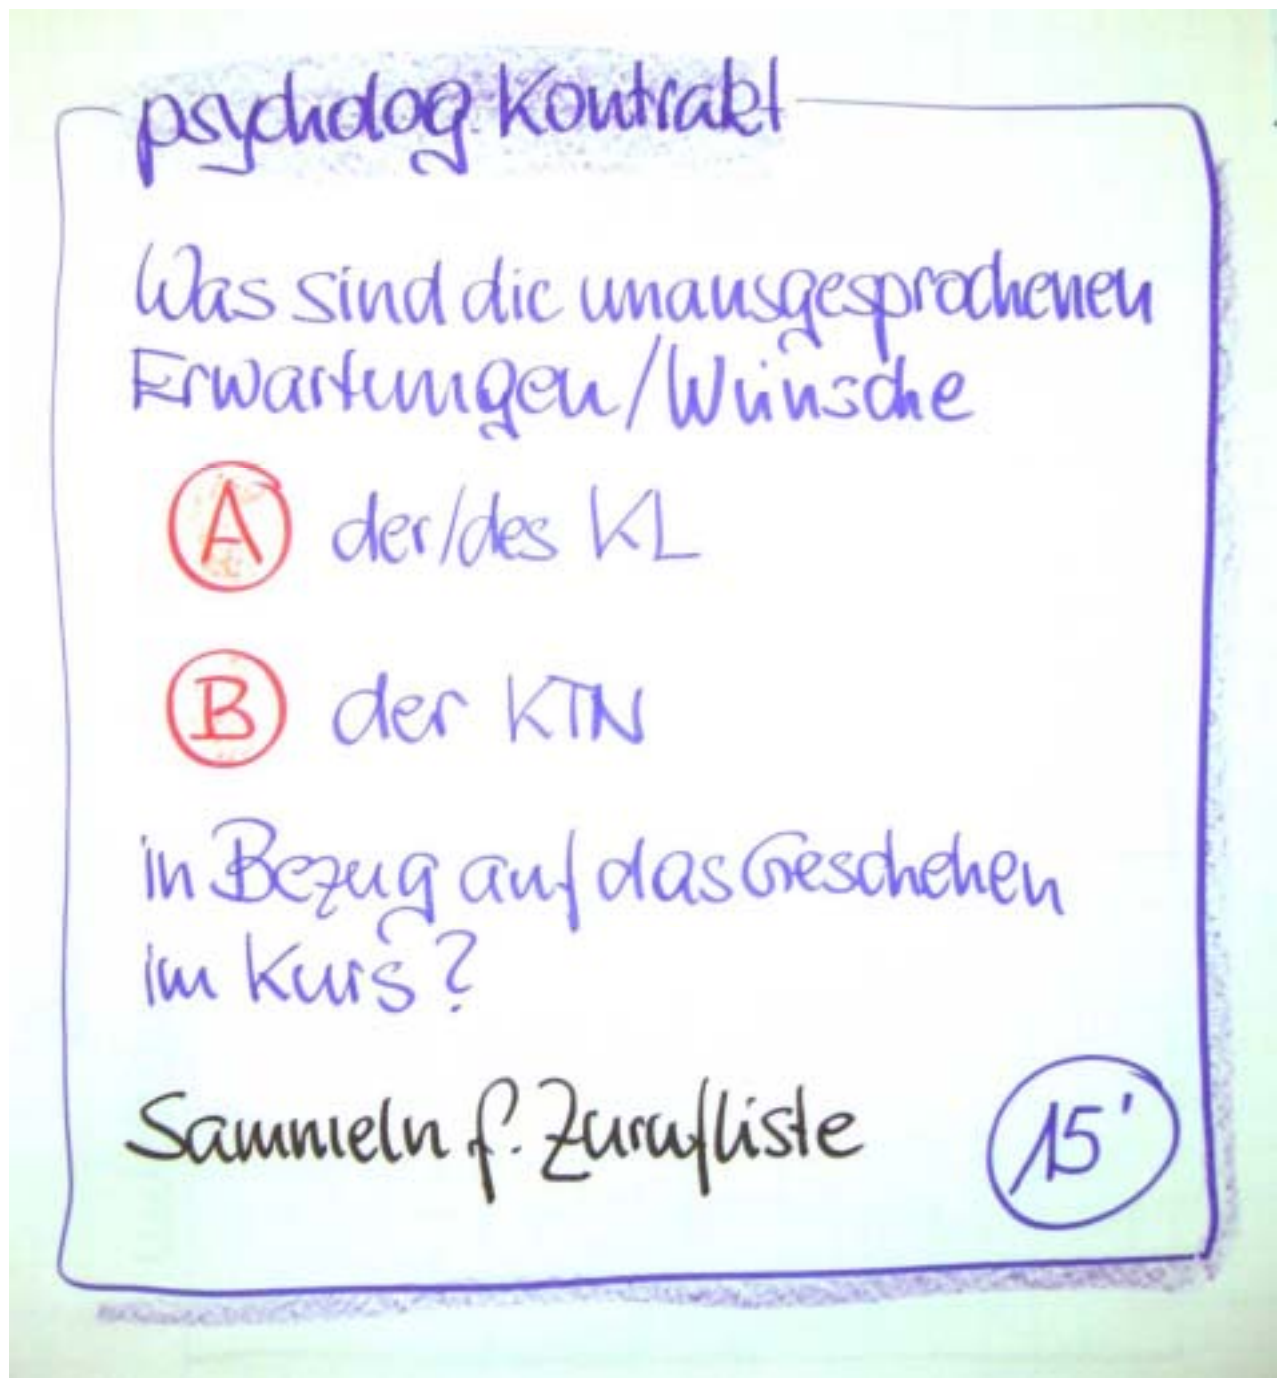 psycholog. Kontrakt
Was sind die unausgesprochenen
Erwartungen/Wünsche
A der/des KL
B der KTN
in Bezug auf das Geschehen
im Kurs?
Sammeln f. Zurufliste
15'